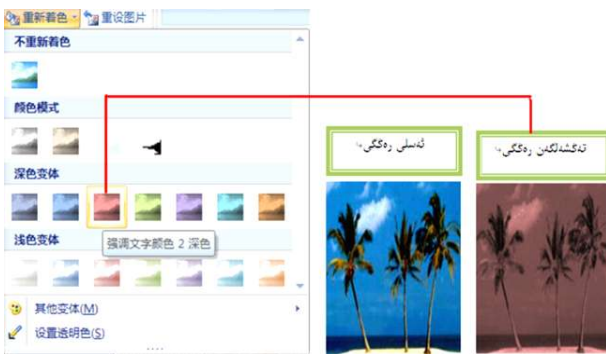 重新着色 重设图片
不重新着色
颜色模式
深色变体
强调文字颜色 2 深色
浅色变体
其他变体(M)
设置透明色(S)
ئەسلى رەڭگى
تەڭشەلگەن رەڭگى